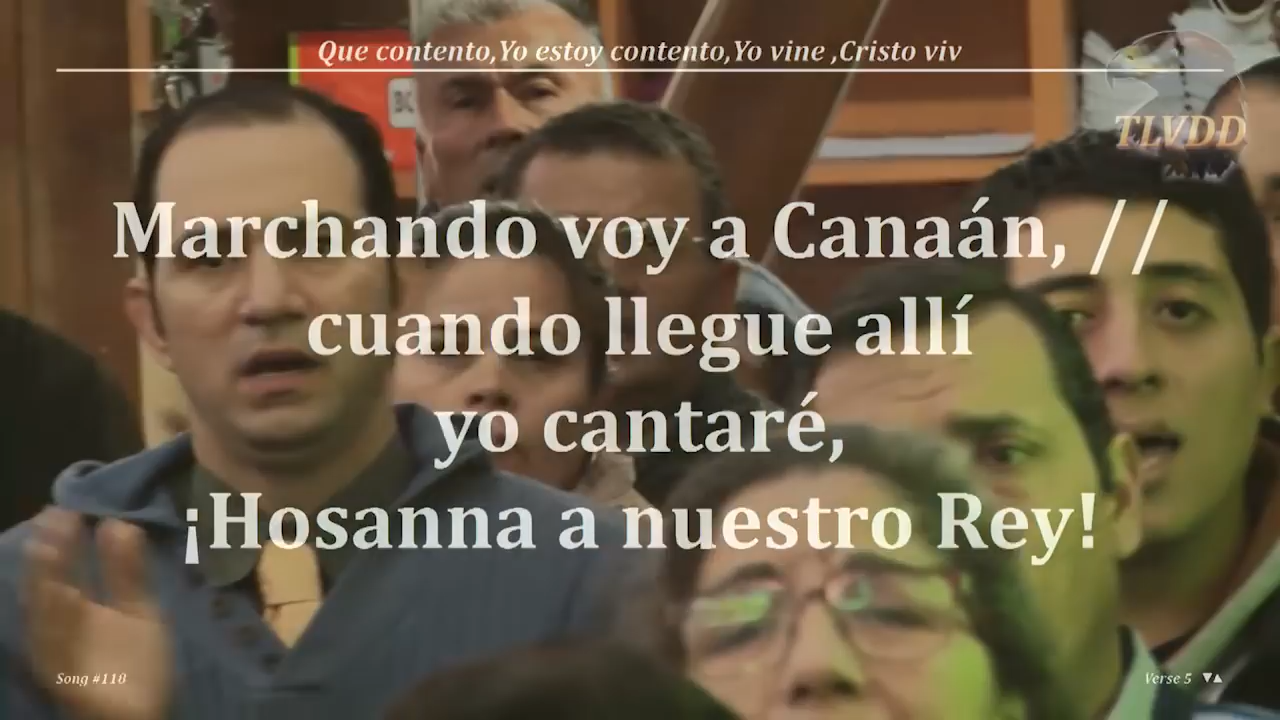 Que contento,Yo estoy contento,Yo vine ,Cristo viv
TLVDD
Marchando voy a Canaán, //
cuando llegue allí
yo cantaré,
¡Hosanna a nuestro Rey!
Song #118
Verse 5 ▼▲